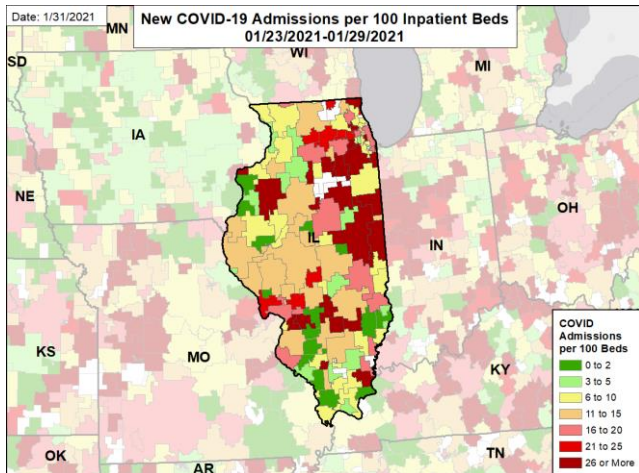 Date: 1/31/2021
New COVID-19 Admissions per 100 Inpatient Beds
01/23/2021-01/29/2021
MN
WI
SD
MI
IA
NE
OH
IL
IN
KS
MO
KY
OK
AR
TN
COVID
Admissions
per 100 Beds
0 to 2
3 to 5
6 to 10
11 to 15
16 to 20
21 to 25
26 or More